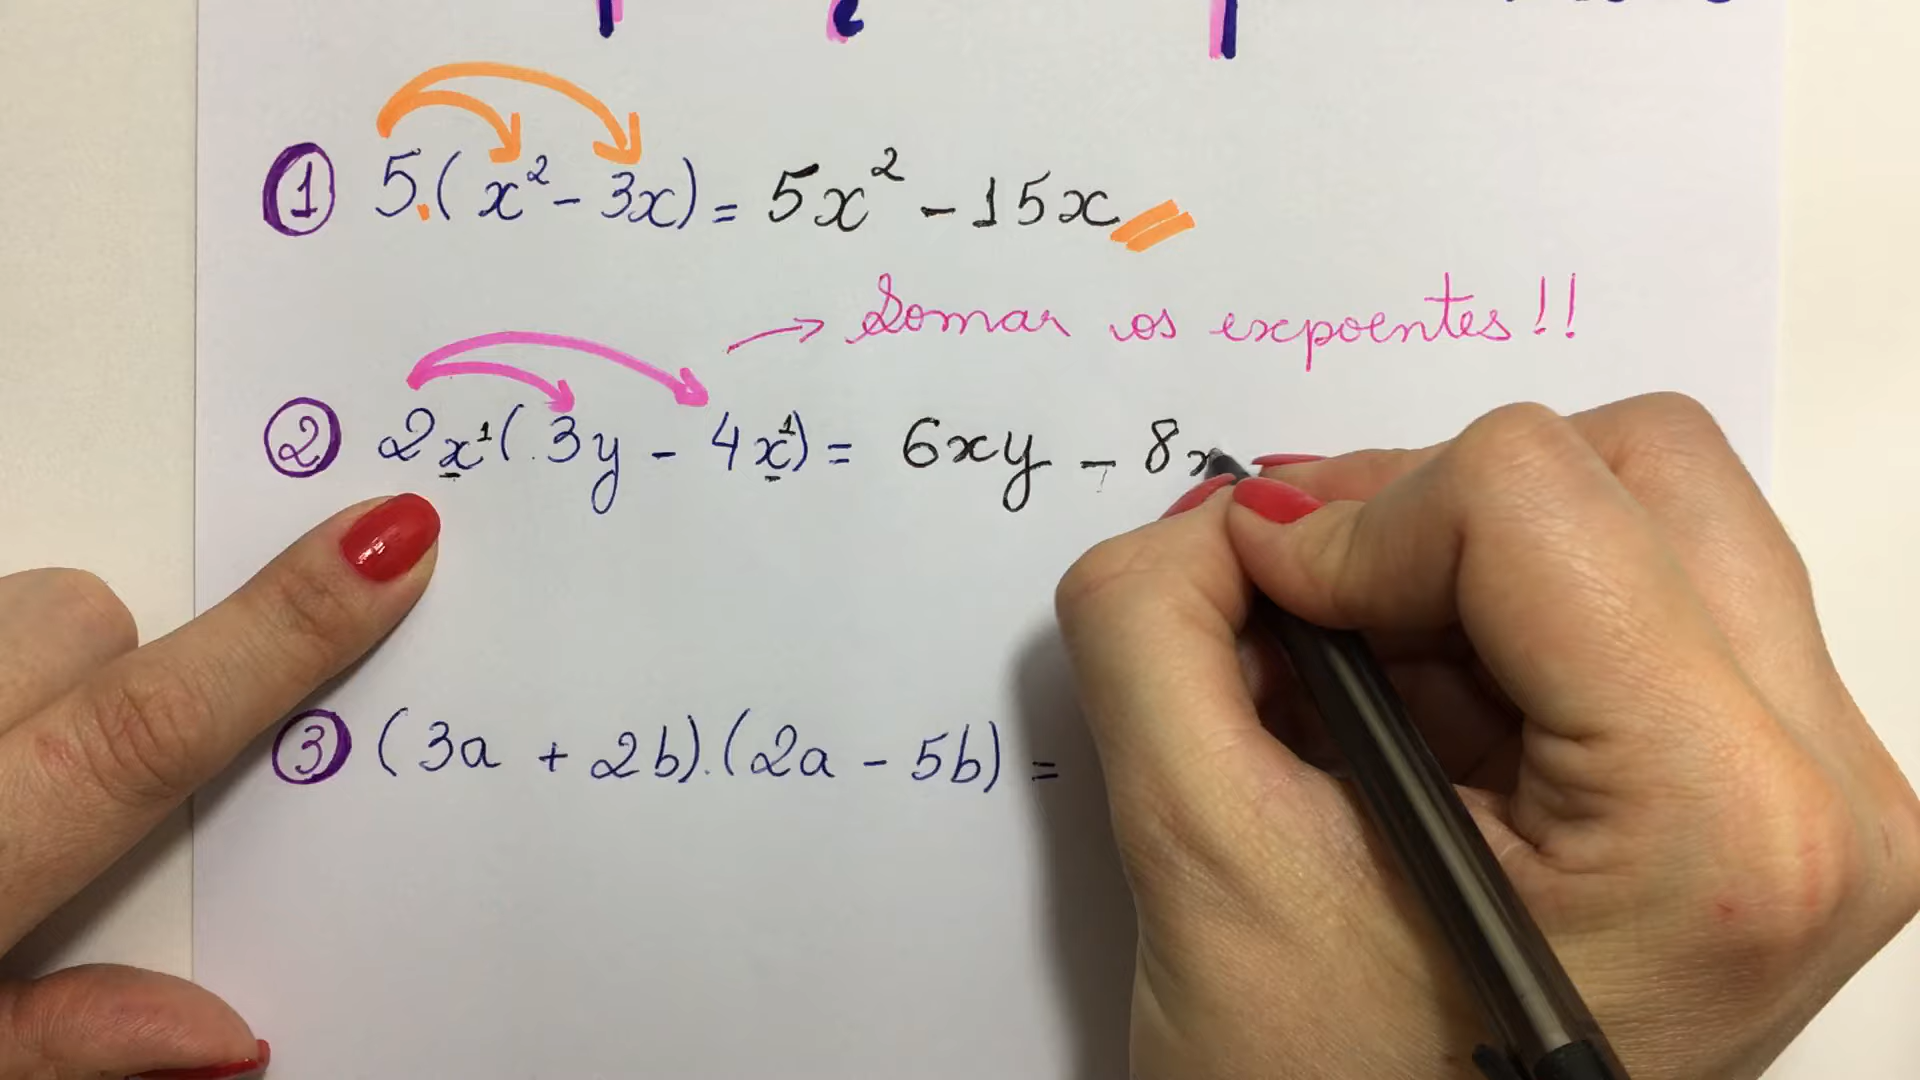 1 5.(x² - 3x) = 5x² - 15x
→ Somar os expoentes!!
2 2x¹(.3y - 4x¹) = 6xy - 8x
3 (3a + 2b).(2a - 5b) =